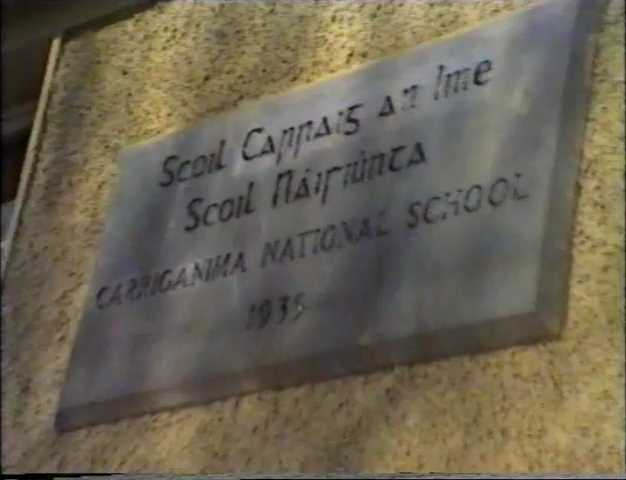 Scoil Carraig an Ime
Scoil Náisiúnta
CARRIGANIMA NATIONAL SCHOOL
1935